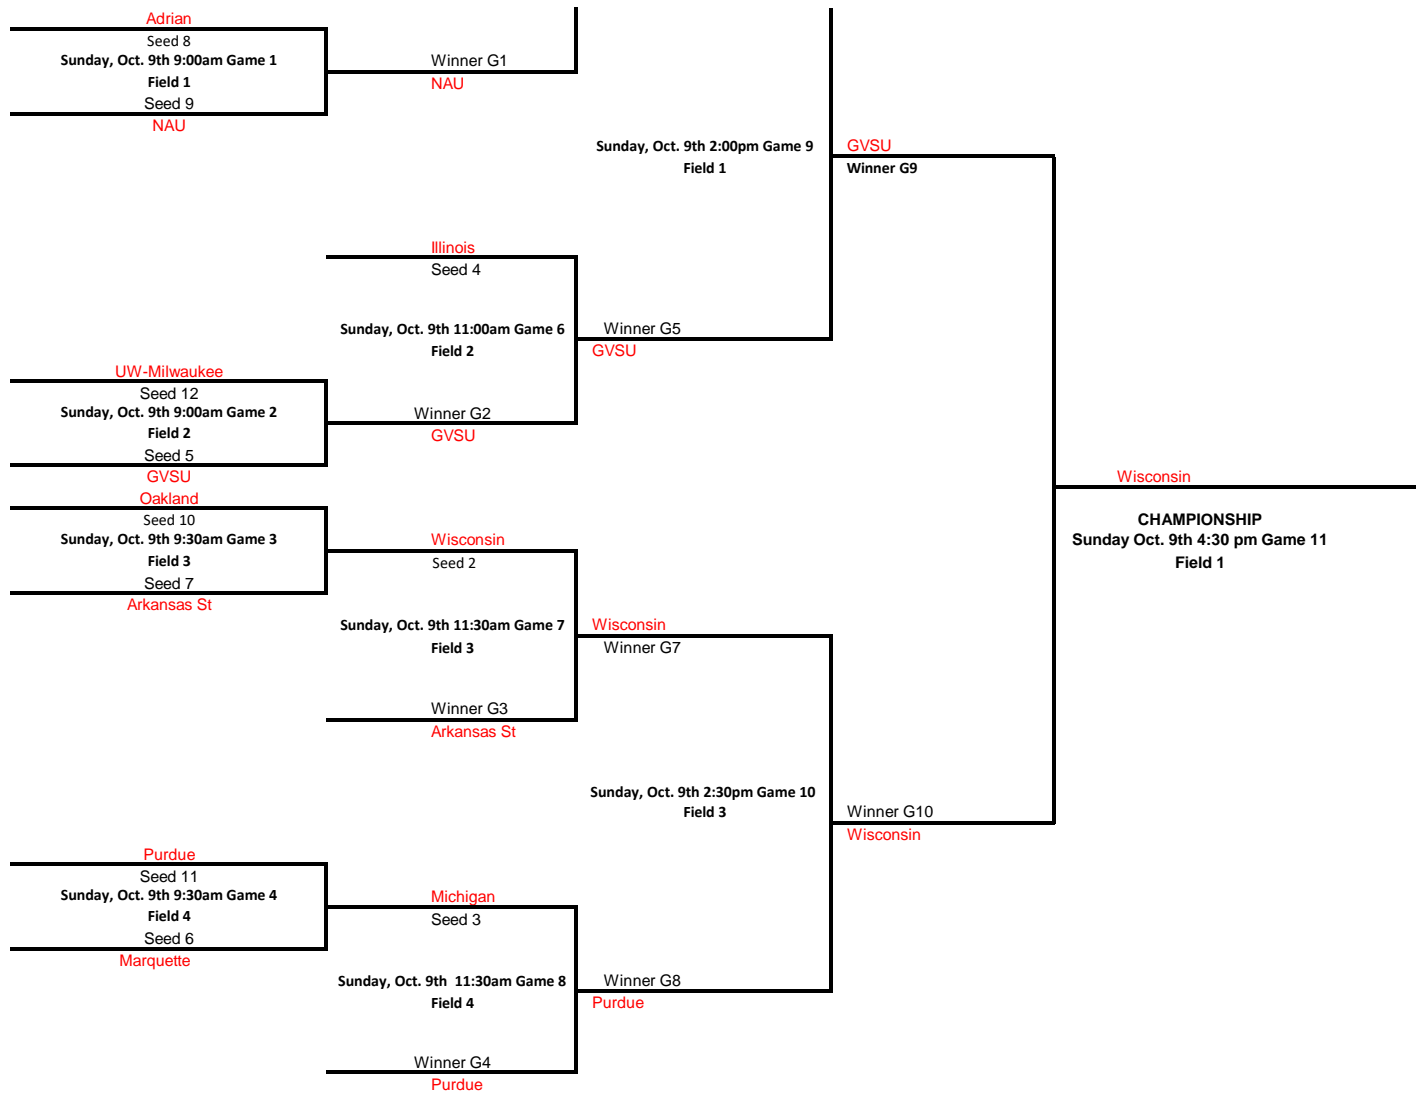 Adrian
Seed 8
Sunday, Oct. 9th 9:00am Game 1
Field 1
Seed 9
NAU
Winner G1
NAU
Sunday, Oct. 9th 2:00pm Game 9
Field 1
GVSU
Winner G9
Illinois
Seed 4
Sunday, Oct. 9th 11:00am Game 6
Field 2
Winner G5
GVSU
UW-Milwaukee
Seed 12
Sunday, Oct. 9th 9:00am Game 2
Field 2
Seed 5
GVSU
Winner G2
GVSU
Oakland
Seed 10
Sunday, Oct. 9th 9:30am Game 3
Field 3
Seed 7
Arkansas St
Wisconsin
Seed 2
Sunday, Oct. 9th 11:30am Game 7
Field 3
Winner G3
Arkansas St
Wisconsin
Winner G7
Wisconsin
CHAMPIONSHIP
Sunday Oct. 9th 4:30 pm Game 11
Field 1
Sunday, Oct. 9th 2:30pm Game 10
Field 3
Winner G10
Wisconsin
Purdue
Seed 11
Sunday, Oct. 9th 9:30am Game 4
Field 4
Seed 6
Marquette
Michigan
Seed 3
Sunday, Oct. 9th  11:30am Game 8
Field 4
Winner G8
Purdue
Winner G4
Purdue